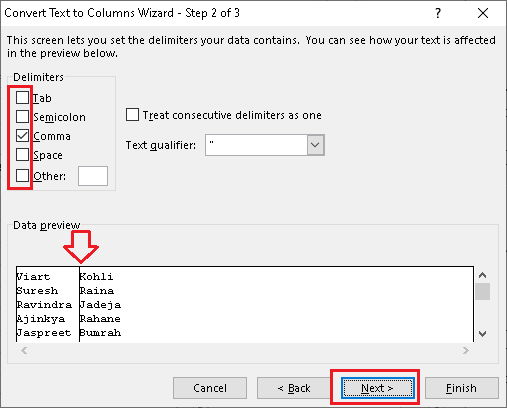 Convert Text to Columns Wizard - Step 2 of 3
This screen lets you set the delimiters your data contains. You can see how your text is affected
in the preview below.
Delimiters
Tab
Semicolon
Comma
Space
Other:
Treat consecutive delimiters as one
Text qualifier: "
Data preview
Viart Kohli
Suresh Raina
Ravindra Jadeja
Ajinkya Rahane
Jaspreet Bumrah
Cancel < Back Next > Finish